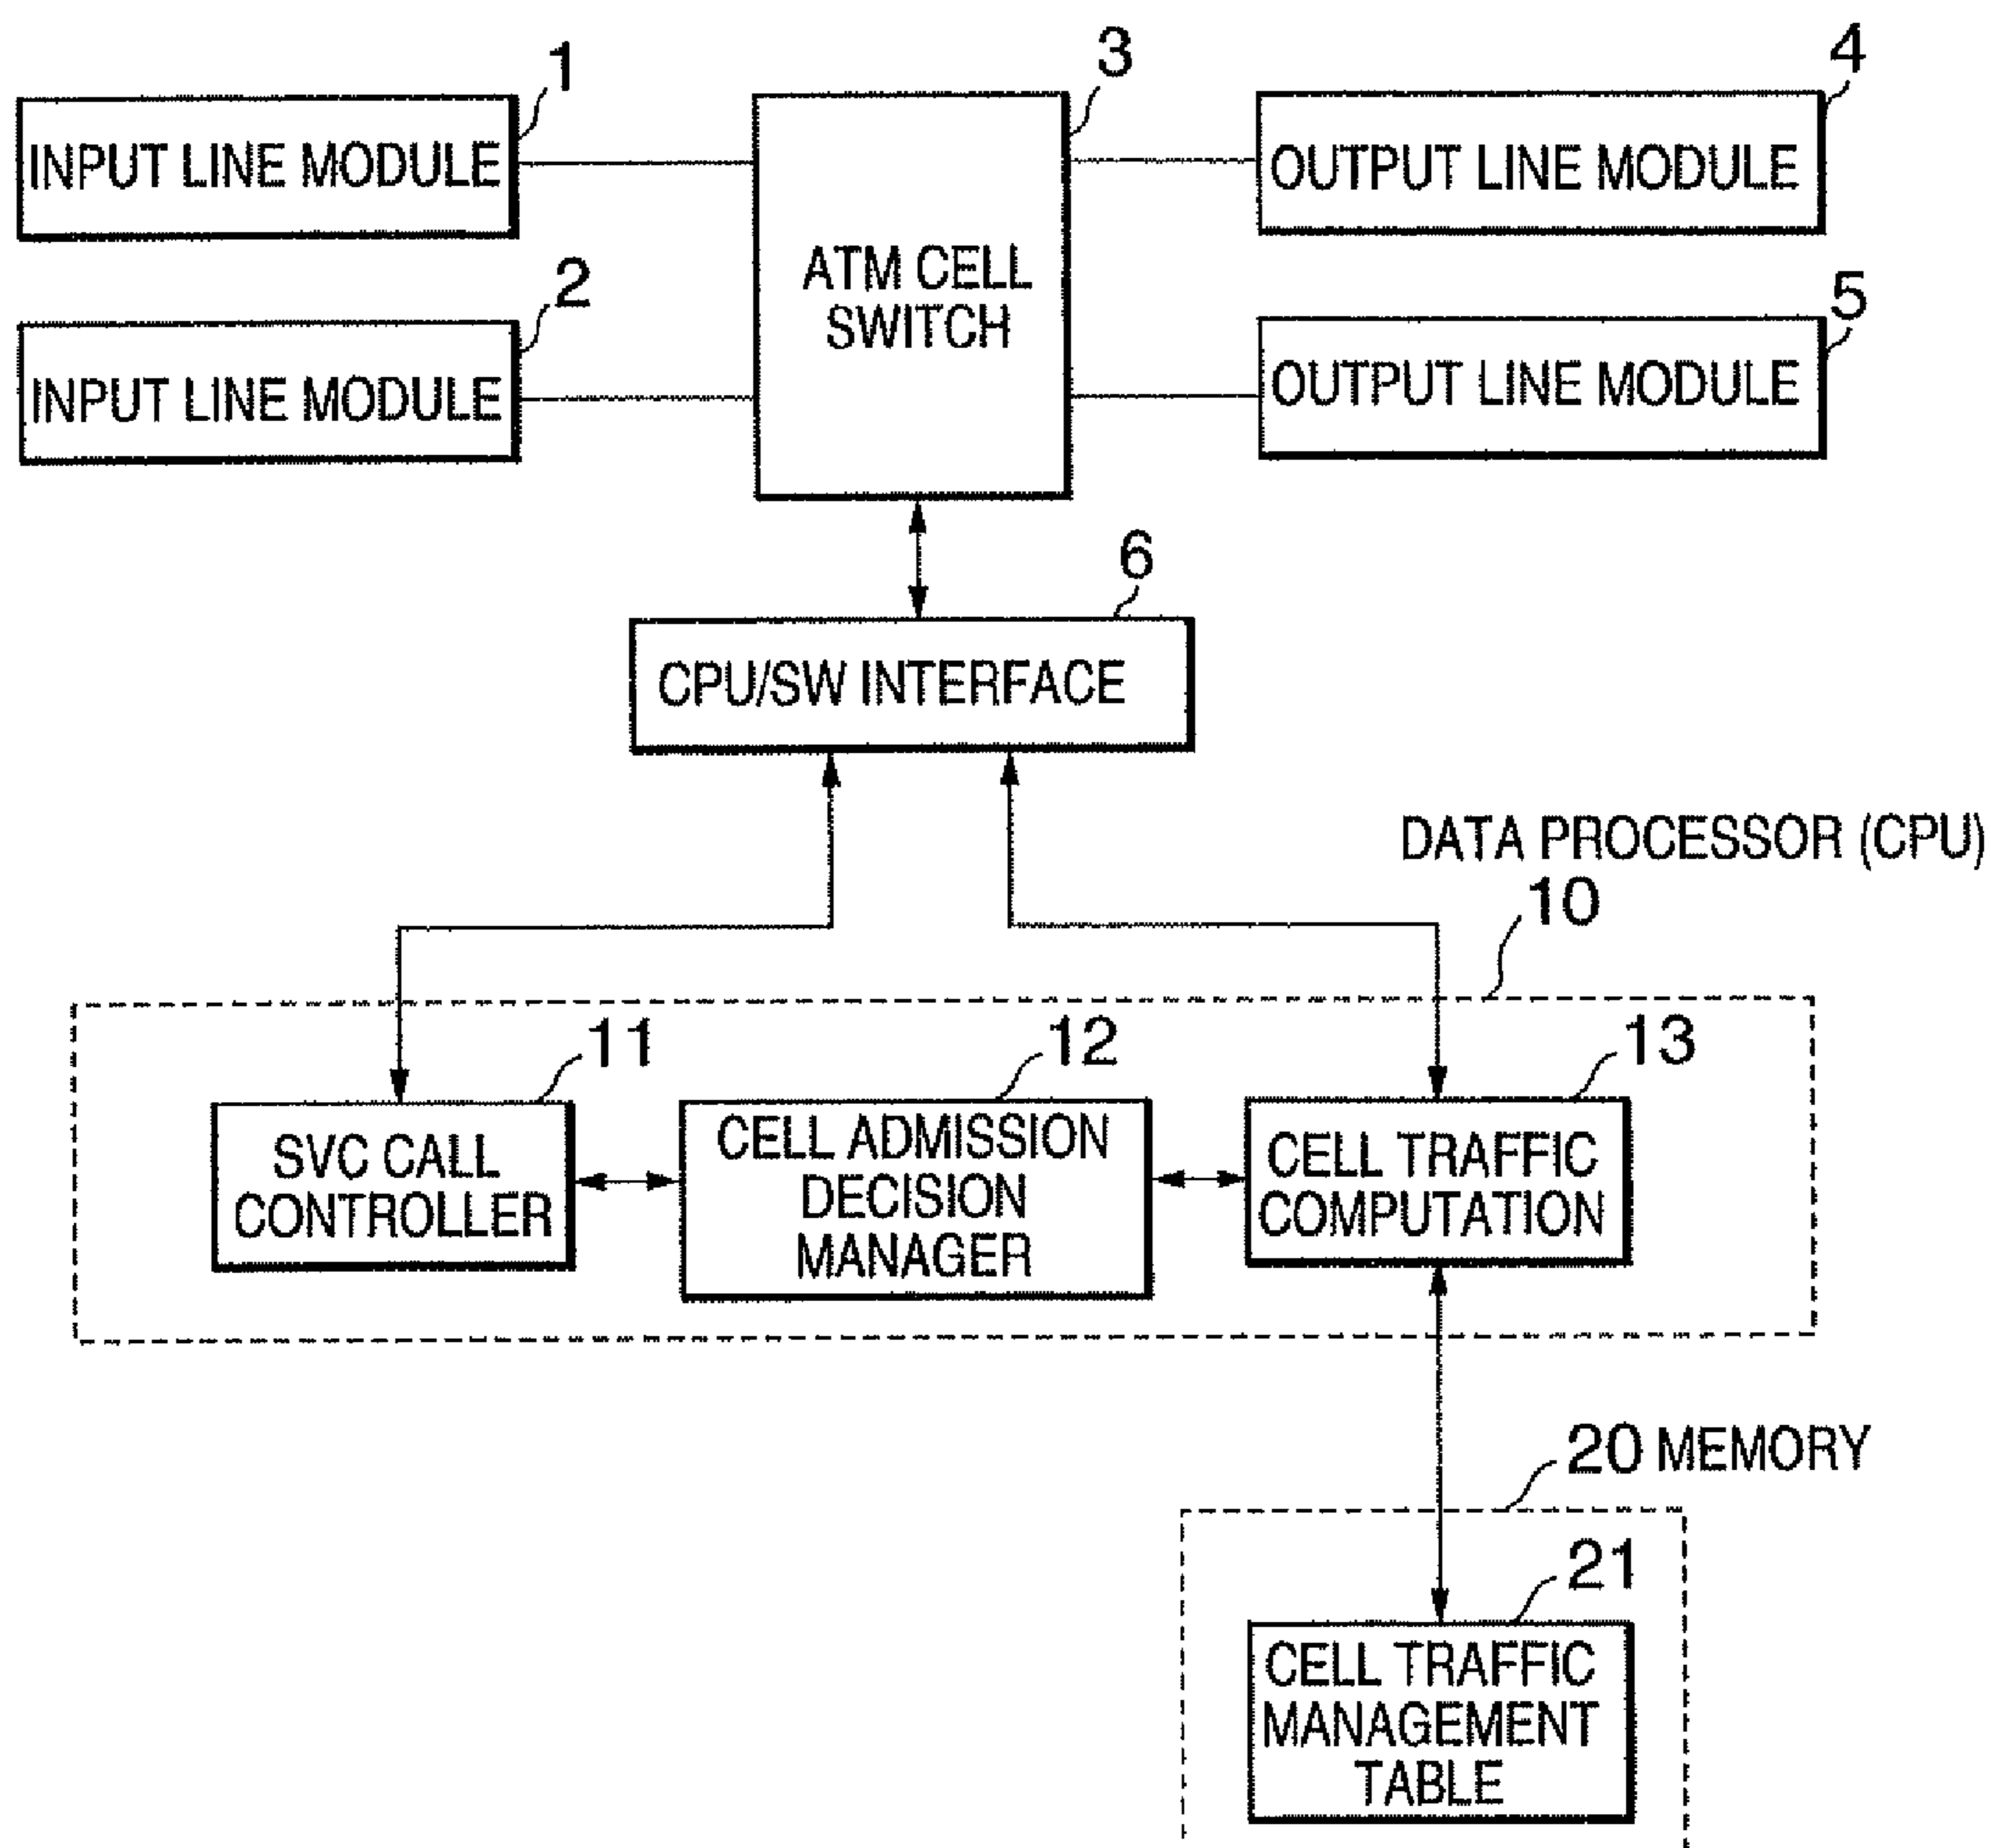 1
3
4
INPUT LINE MODULE
OUTPUT LINE MODULE
ATM CELL
SWITCH
2
5
INPUT LINE MODULE
OUTPUT LINE MODULE
6
CPU/SW INTERFACE
DATA PROCESSOR (CPU)
10
11
12
13
SVC CALL
CONTROLLER
CELL ADMISSION
DECISION
MANAGER
CELL TRAFFIC
COMPUTATION
20 MEMORY
21
CELL TRAFFIC
MANAGEMENT
TABLE